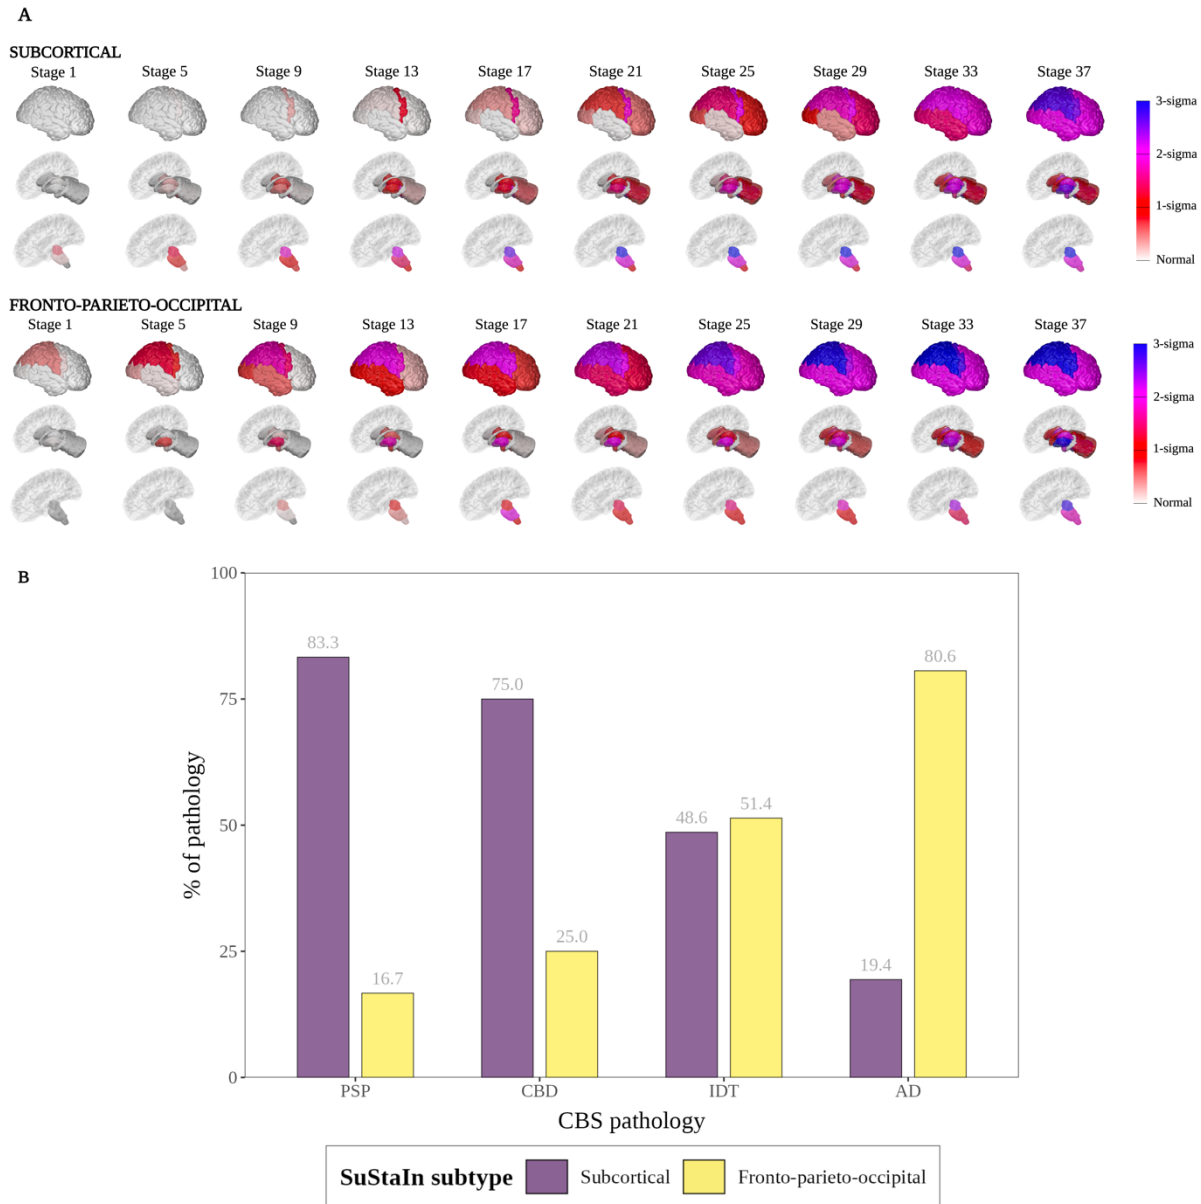 A
SUBCORTICAL
Stage 1 Stage 5 Stage 9 Stage 13 Stage 17 Stage 21 Stage 25 Stage 29 Stage 33 Stage 37
3-sigma
2-sigma
1-sigma
Normal
FRONTO-PARIETO-OCCIPITAL
Stage 1 Stage 5 Stage 9 Stage 13 Stage 17 Stage 21 Stage 25 Stage 29 Stage 33 Stage 37
3-sigma
2-sigma
1-sigma
Normal
B
% of pathology
100
75
50
25
0
83.3
16.7
75.0
25.0
48.6
51.4
19.4
80.6
PSP CBD IDT AD
CBS pathology
SuStaIn subtype Subcortical Fronto-parieto-occipital